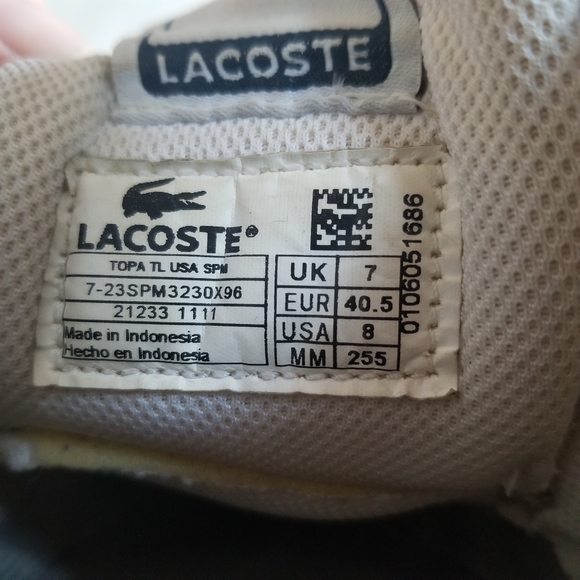 LACOSTE
LACOSTE®
TOPA TL USA SPM
7-23SPM3230X96
21233 1111
Made in Indonesia
Hecho en Indonesia
UK 7
EUR 40.5
USA 8
MM 255
0106051686